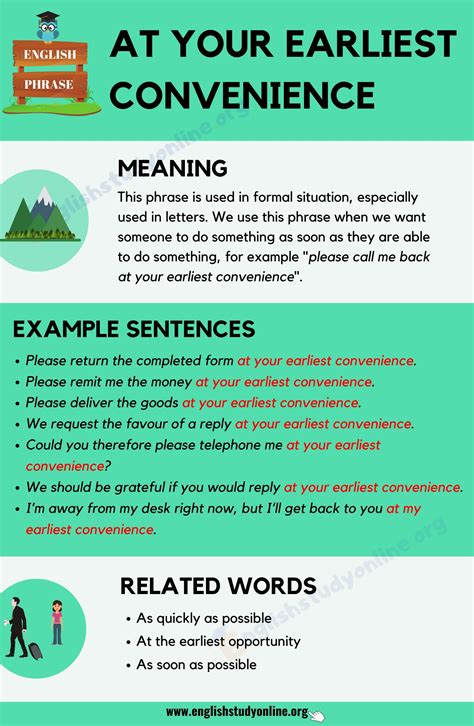 ENGLISH
PHRASE
AT YOUR EARLIEST
CONVENIENCE
MEANING
This phrase is used in formal situation, especially
used in letters. We use this phrase when we want
someone to do something as soon as they are able
to do something, for example "please call me back
at your earliest convenience".
EXAMPLE SENTENCES
• Please return the completed form at your earliest convenience.
• Please remit me the money at your earliest convenience.
• Please deliver the goods at your earliest convenience.
• We request the favour of a reply at your earliest convenience.
• Could you therefore please telephone me at your earliest
convenience?
• We should be grateful if you would reply at your earliest convenience.
• I'm away from my desk right now, but I'll get back to you at my
earliest convenience.
RELATED WORDS
• As quickly as possible
• At the earliest opportunity
• As soon as possible
www.englishstudyonline.org
Englishstudyonline.org
Englishstudyonline.org